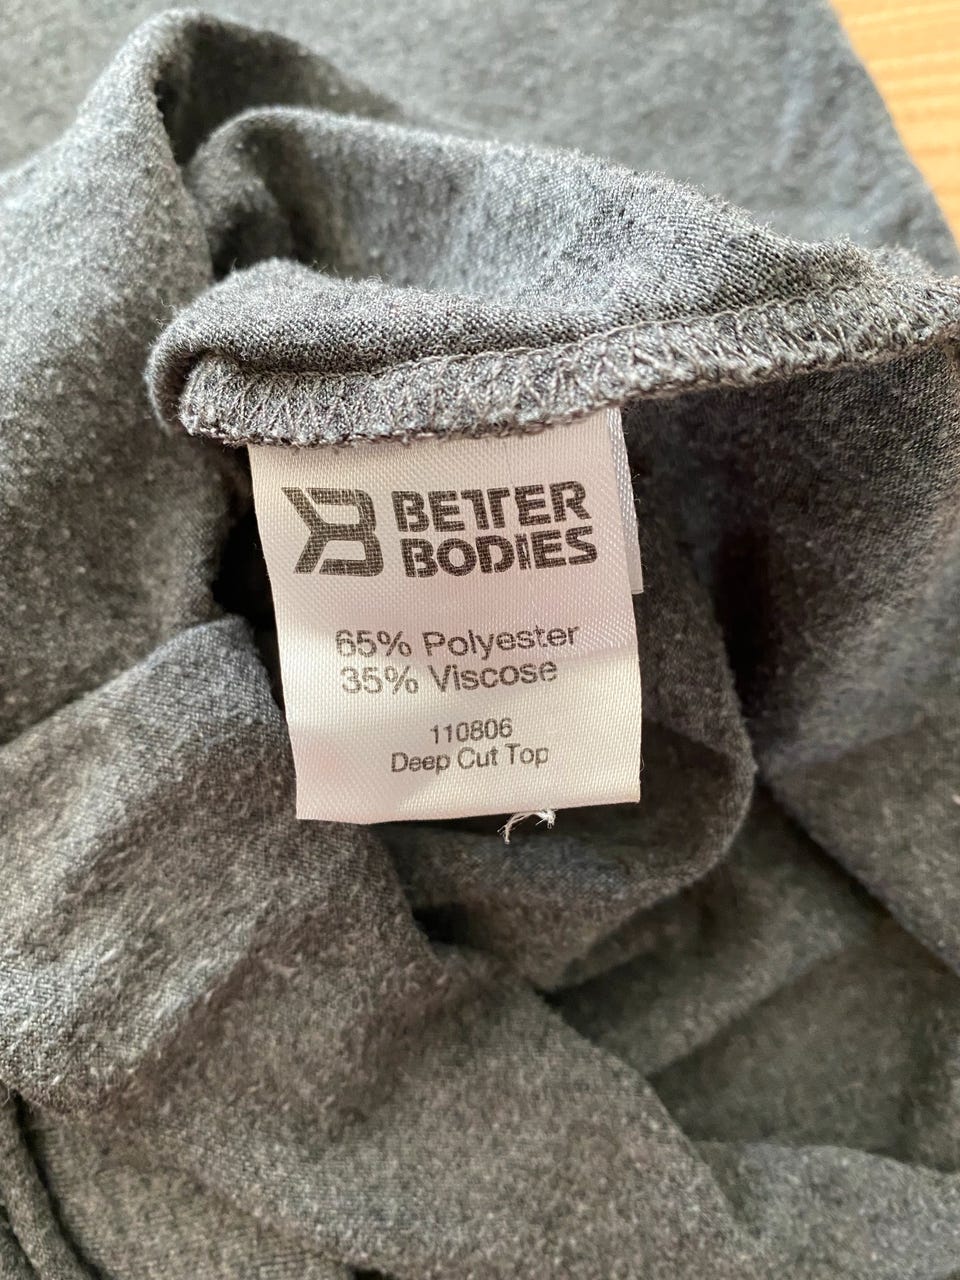 BETTER
BODIES
65% Polyester
35% Viscose
110806
Deep Cut Top